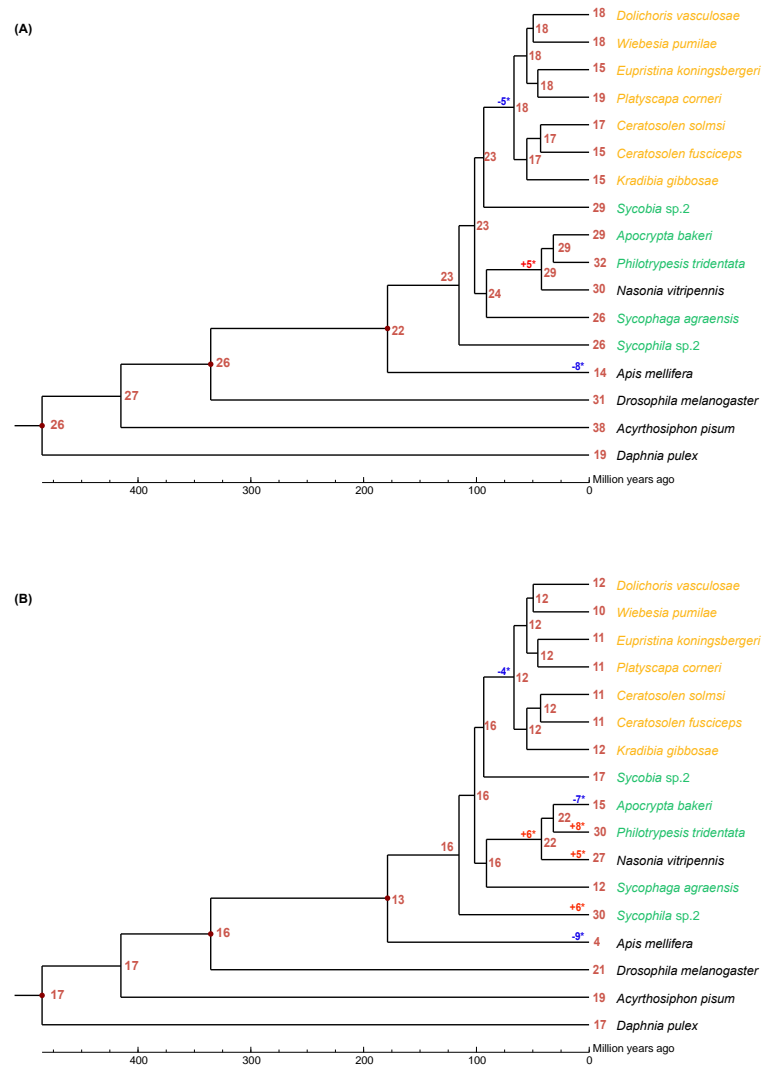 (A)
18 Dolichoris vasculosae
18
18 Wiebesia pumilae
18
15 Eupristina koningsbergeri
18
-5*
19 Platyscapa corneri
18
17 Ceratosolen solmsi
17
15 Ceratosolen fusciceps
23
17
15 Kradibia gibbosae
29 Sycobia sp.2
23
29 Apocrypta bakeri
29
+5*
32 Philotrypesis tridentata
23
29
30 Nasonia vitripennis
24
26 Sycophaga agraensis
22
26 Sycophila sp.2
26
-8*
14 Apis mellifera
27
31 Drosophila melanogaster
26
38 Acyrthosiphon pisum
19 Daphnia pulex
Million years ago
400 300 200 100 0
(B)
12 Dolichoris vasculosae
12
10 Wiebesia pumilae
12
11 Eupristina koningsbergeri
12
-4*
11 Platyscapa corneri
12
11 Ceratosolen solmsi
12
11 Ceratosolen fusciceps
16
12
12 Kradibia gibbosae
17 Sycobia sp.2
16
-7*
15 Apocrypta bakeri
22
+6*
+8*
30 Philotrypesis tridentata
16
22
+5*
27 Nasonia vitripennis
16
12 Sycophaga agraensis
13
+6*
30 Sycophila sp.2
16
-9*
4 Apis mellifera
17
21 Drosophila melanogaster
17
19 Acyrthosiphon pisum
17 Daphnia pulex
Million years ago
400 300 200 100 0